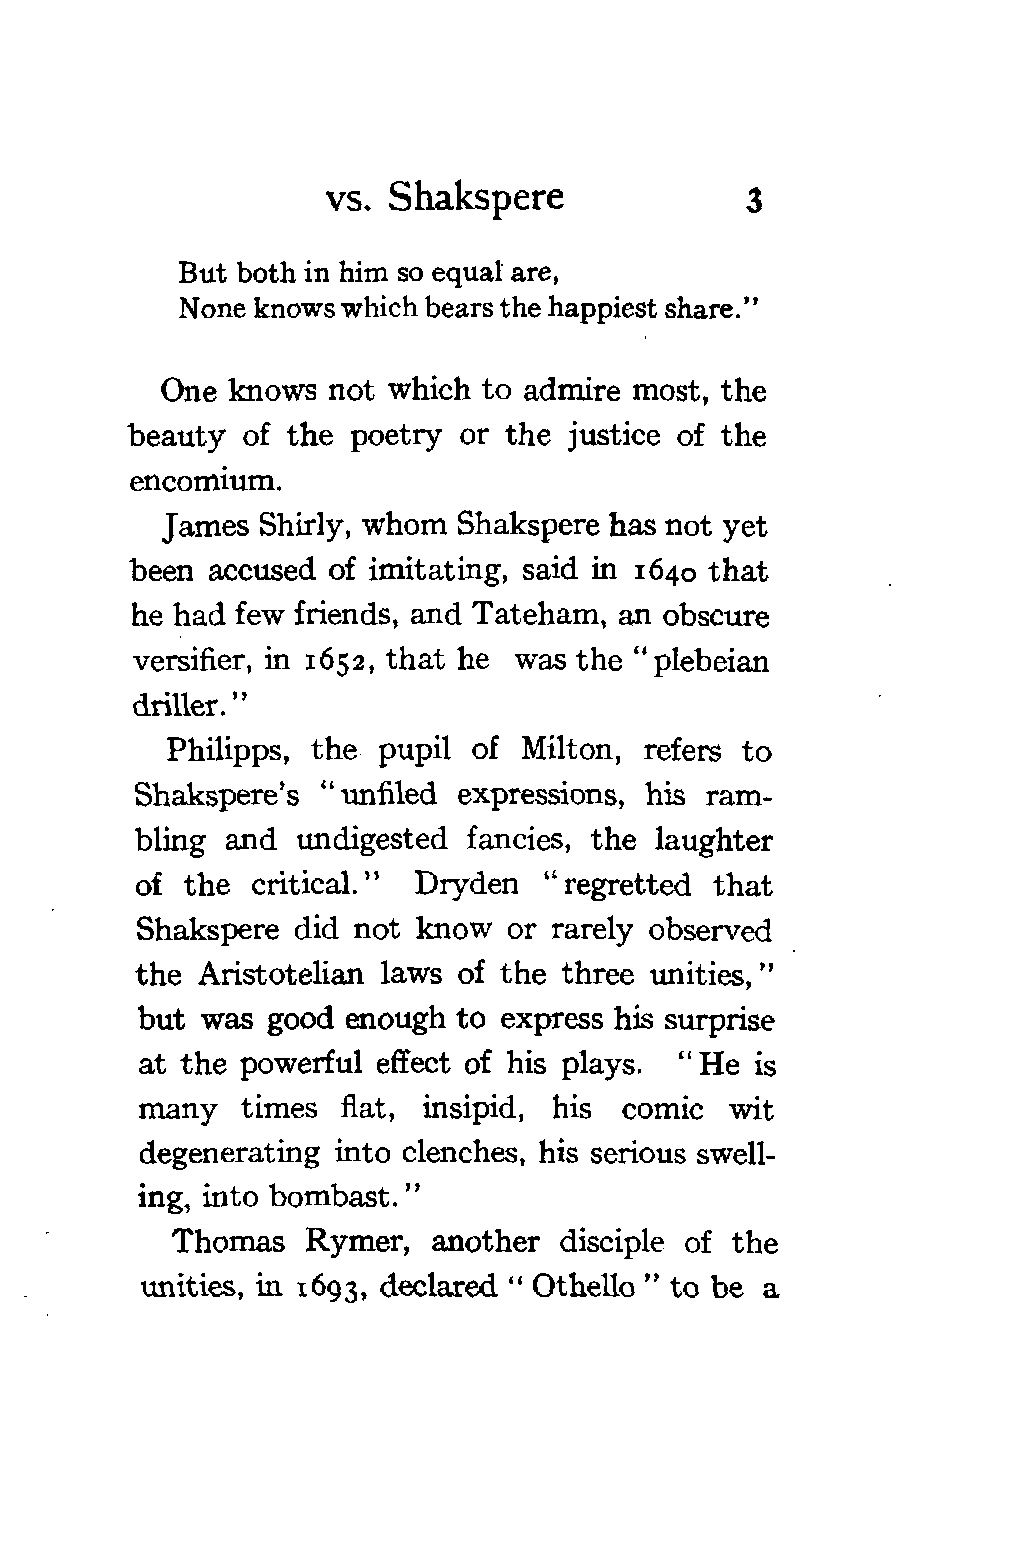 vs. Shakspere 3
But both in him so equal are,
None knows which bears the happiest share."
One knows not which to admire most, the
beauty of the poetry or the justice of the
encomium.
James Shirly, whom Shakspere has not yet
been accused of imitating, said in 1640 that
he had few friends, and Tateham, an obscure
versifier, in 1652, that he was the "plebeian
driller."
Philipps, the pupil of Milton, refers to
Shakspere's "unfiled expressions, his ram-
bling and undigested fancies, the laughter
of the critical." Dryden "regretted that
Shakspere did not know or rarely observed
the Aristotelian laws of the three unities,"
but was good enough to express his surprise
at the powerful effect of his plays. "He is
many times flat, insipid, his comic wit
degenerating into clenches, his serious swell-
ing, into bombast."
Thomas Rymer, another disciple of the
unities, in 1693, declared "Othello" to be a